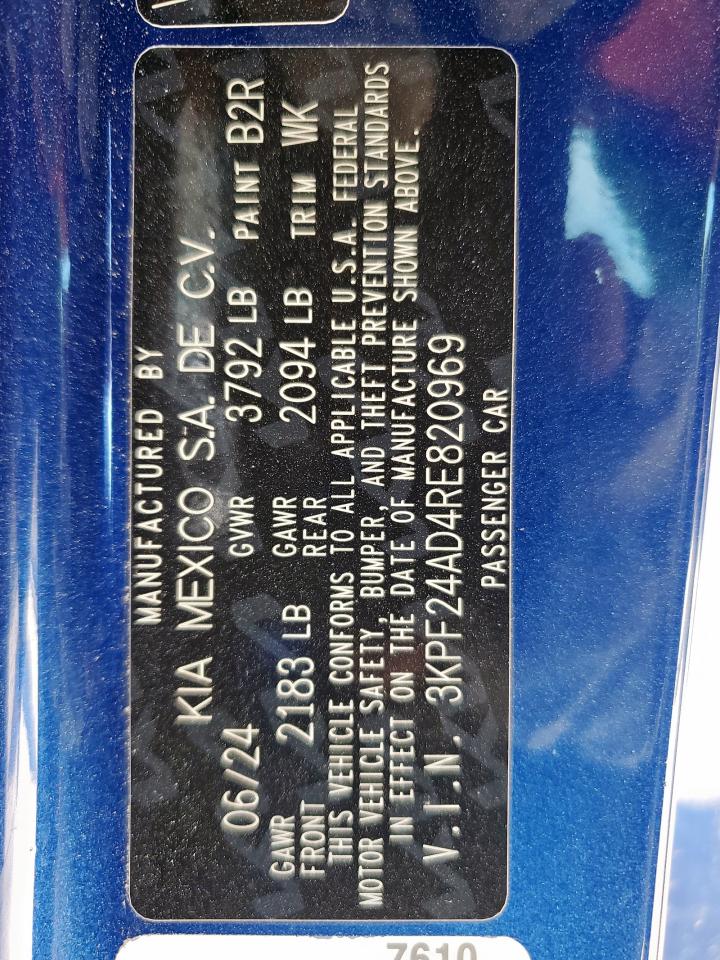 MANUFACTURED BY
KIA MEXICO S.A. DE C.V.
06/24 GVWR 3792 LB PAINT B2R
GAWR FRONT 2183 LB GAWR REAR 2094 LB TRIM WK
THIS VEHICLE CONFORMS TO ALL APPLICABLE U.S.A. FEDERAL
MOTOR VEHICLE SAFETY, BUMPER, AND THEFT PREVENTION STANDARDS
IN EFFECT ON THE DATE OF MANUFACTURE SHOWN ABOVE.
V.I.N. 3KPF24AD4RE820969
PASSENGER CAR
7610